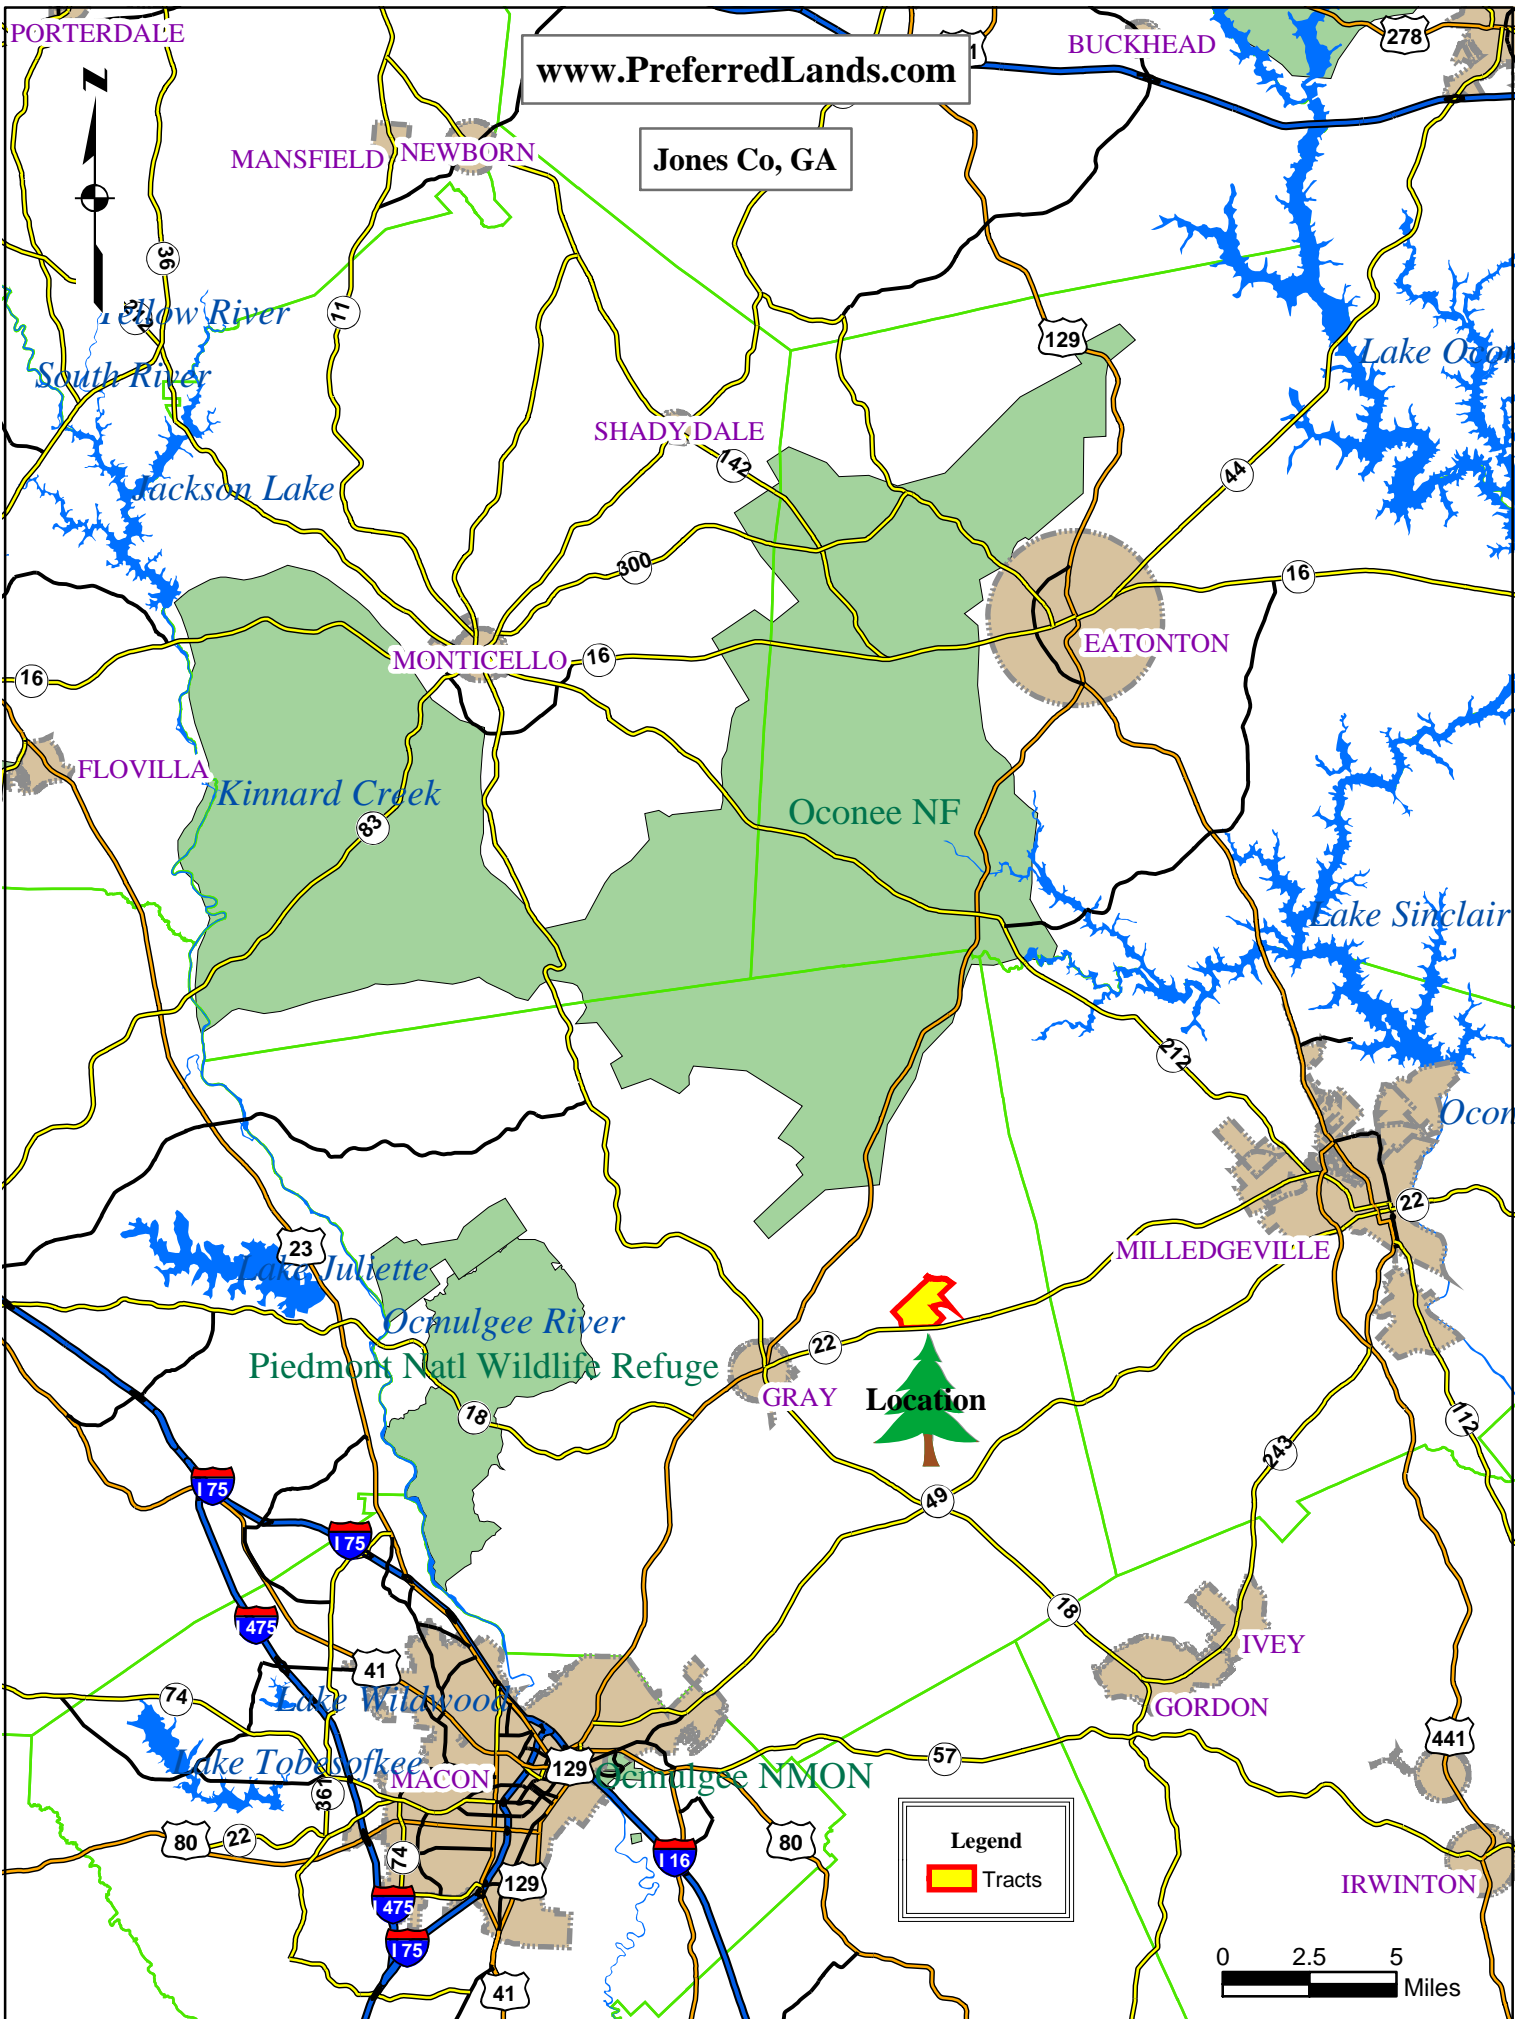 PORTERDALE
BUCKHEAD
278
www.PreferredLands.com
N
MANSFIELD
NEWBORN
Jones Co, GA
36
11
Yellow River
129
South River
Lake Ocon
SHADY DALE
142
44
Jackson Lake
300
16
EATONTON
MONTICELLO
16
16
FLOVILLA
Kinnard Creek
83
Oconee NF
Lake Sinclair
212
Ocon
22
MILLEDGEVILLE
23
Lake Juliette
Ocmulgee River
22
Piedmont Natl Wildlife Refuge
GRAY
Location
18
112
243
I 75
49
I 75
18
I 475
IVEY
41
74
Lake Wildwood
GORDON
441
57
Lake Tobesofkee
MACON
129
Ocmulgee NMON
361
80
22
74
I 16
80
Legend
Tracts
129
IRWINTON
I 475
I 75
0 2.5 5
Miles
41